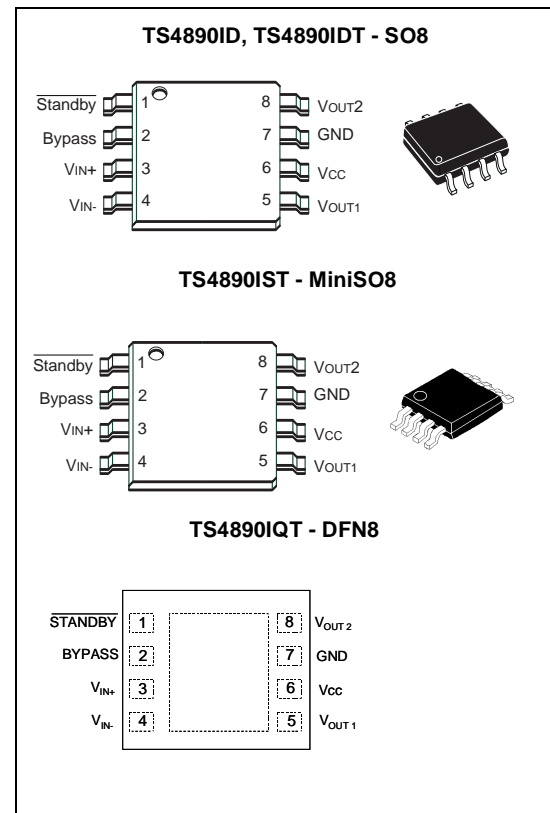 TS4890ID, TS4890IDT - SO8
Standby 1 8 VOUT2
Bypass 2 7 GND
VIN+ 3 6 VCC
VIN- 4 5 VOUT1
TS4890IST - MiniSO8
Standby 1 8 VOUT2
Bypass 2 7 GND
VIN+ 3 6 VCC
VIN- 4 5 VOUT1
TS4890IQT - DFN8
STANDBY 1 8 VOUT 2
BYPASS 2 7 GND
VIN+ 3 6 Vcc
VIN- 4 5 VOUT 1